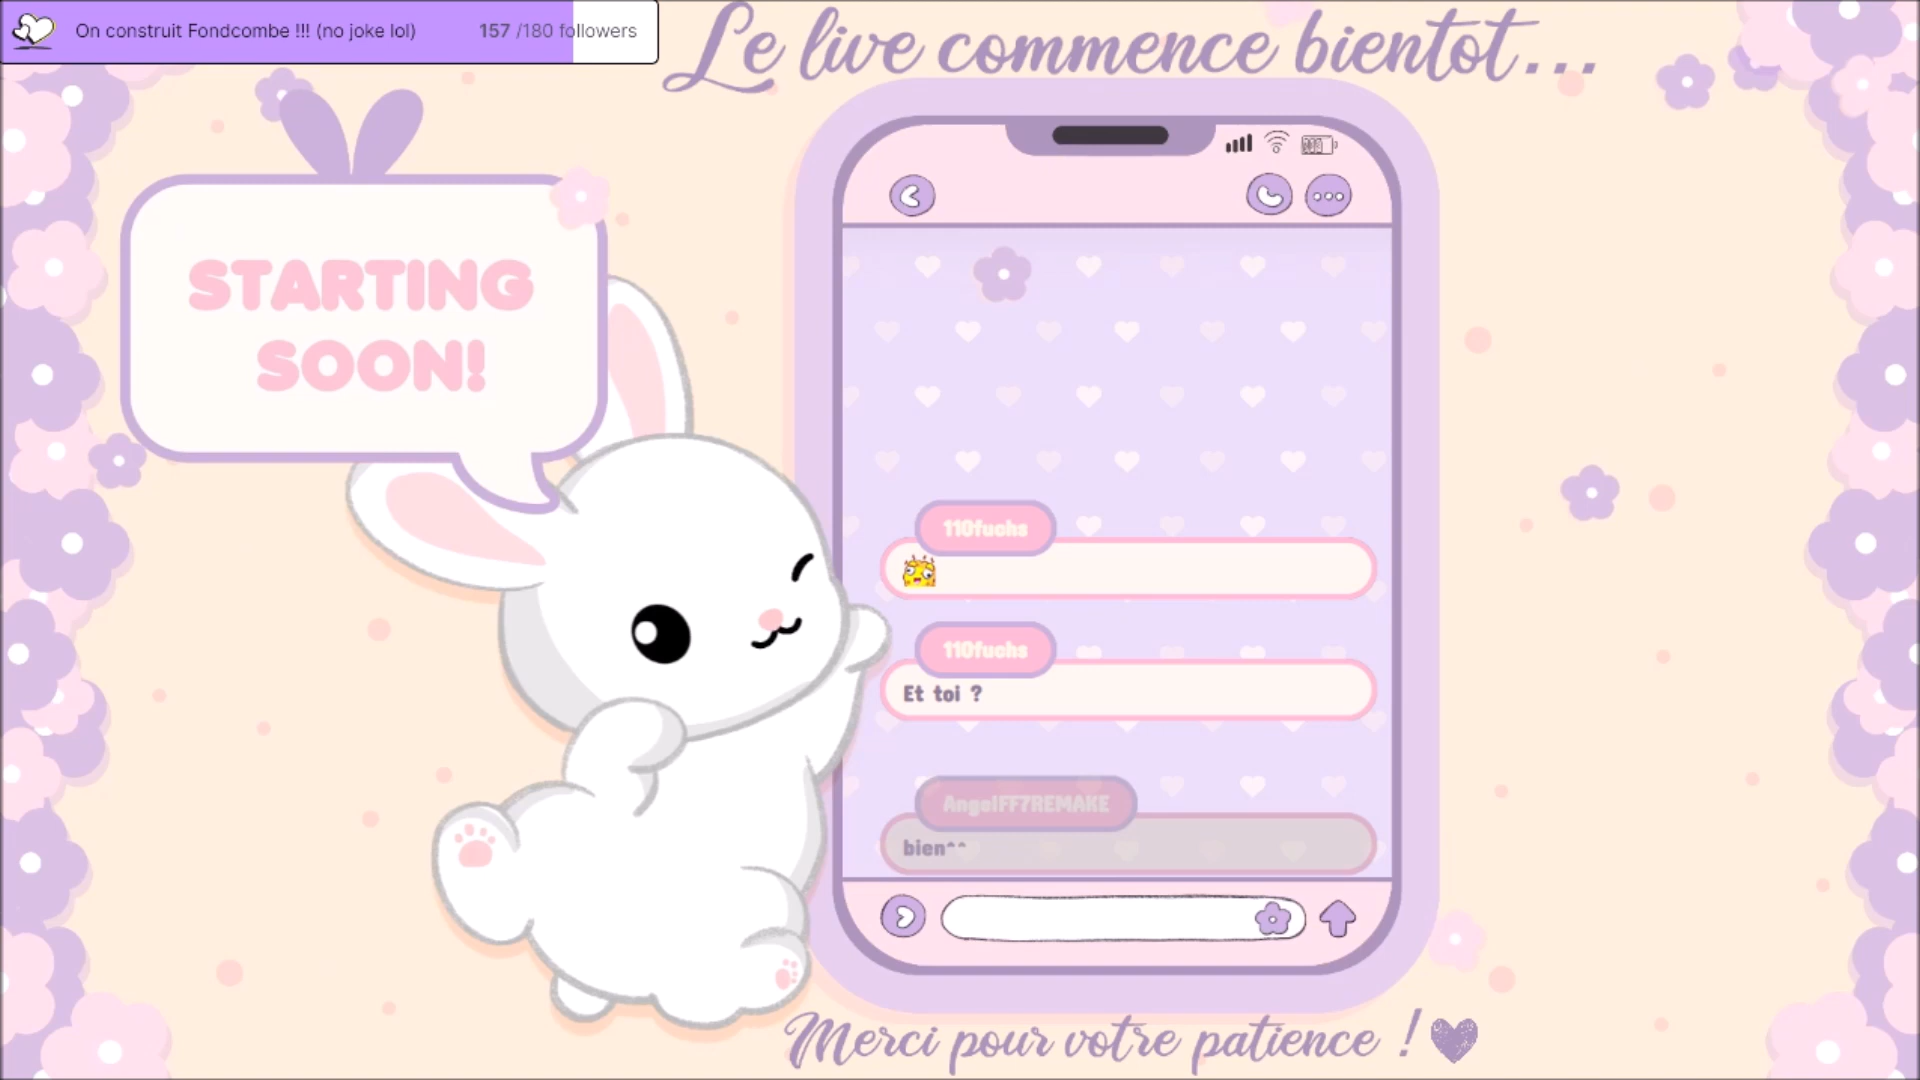 On construit Fondcombe !!! (no joke lol) 157 /180 followers
Le live commence bientot...
STARTING
SOON!
110fuchs
110fuchs
Et toi ?
AngelFF7REMAKE
bien^^
Merci pour votre patience !